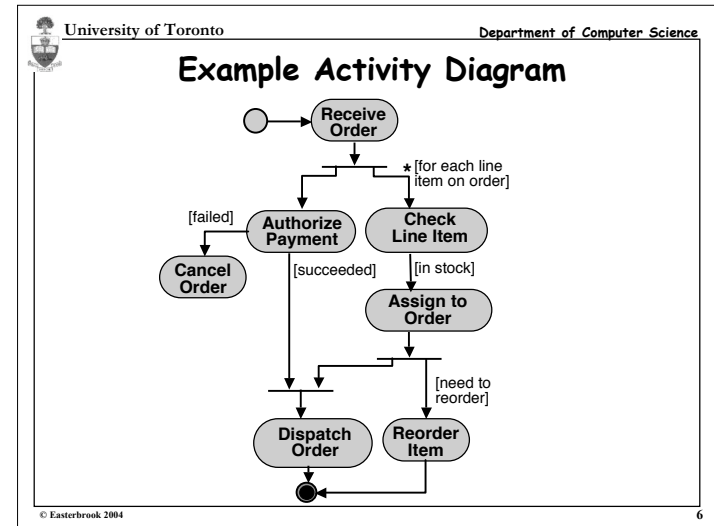 University of Toronto
Department of Computer Science
Example Activity Diagram
Receive
Order
* [for each line
item on order]
[failed]
Authorize
Payment
Check
Line Item
Cancel
Order
[succeeded]
[in stock]
Assign to
Order
[need to
reorder]
Dispatch
Order
Reorder
Item
© Easterbrook 2004
6